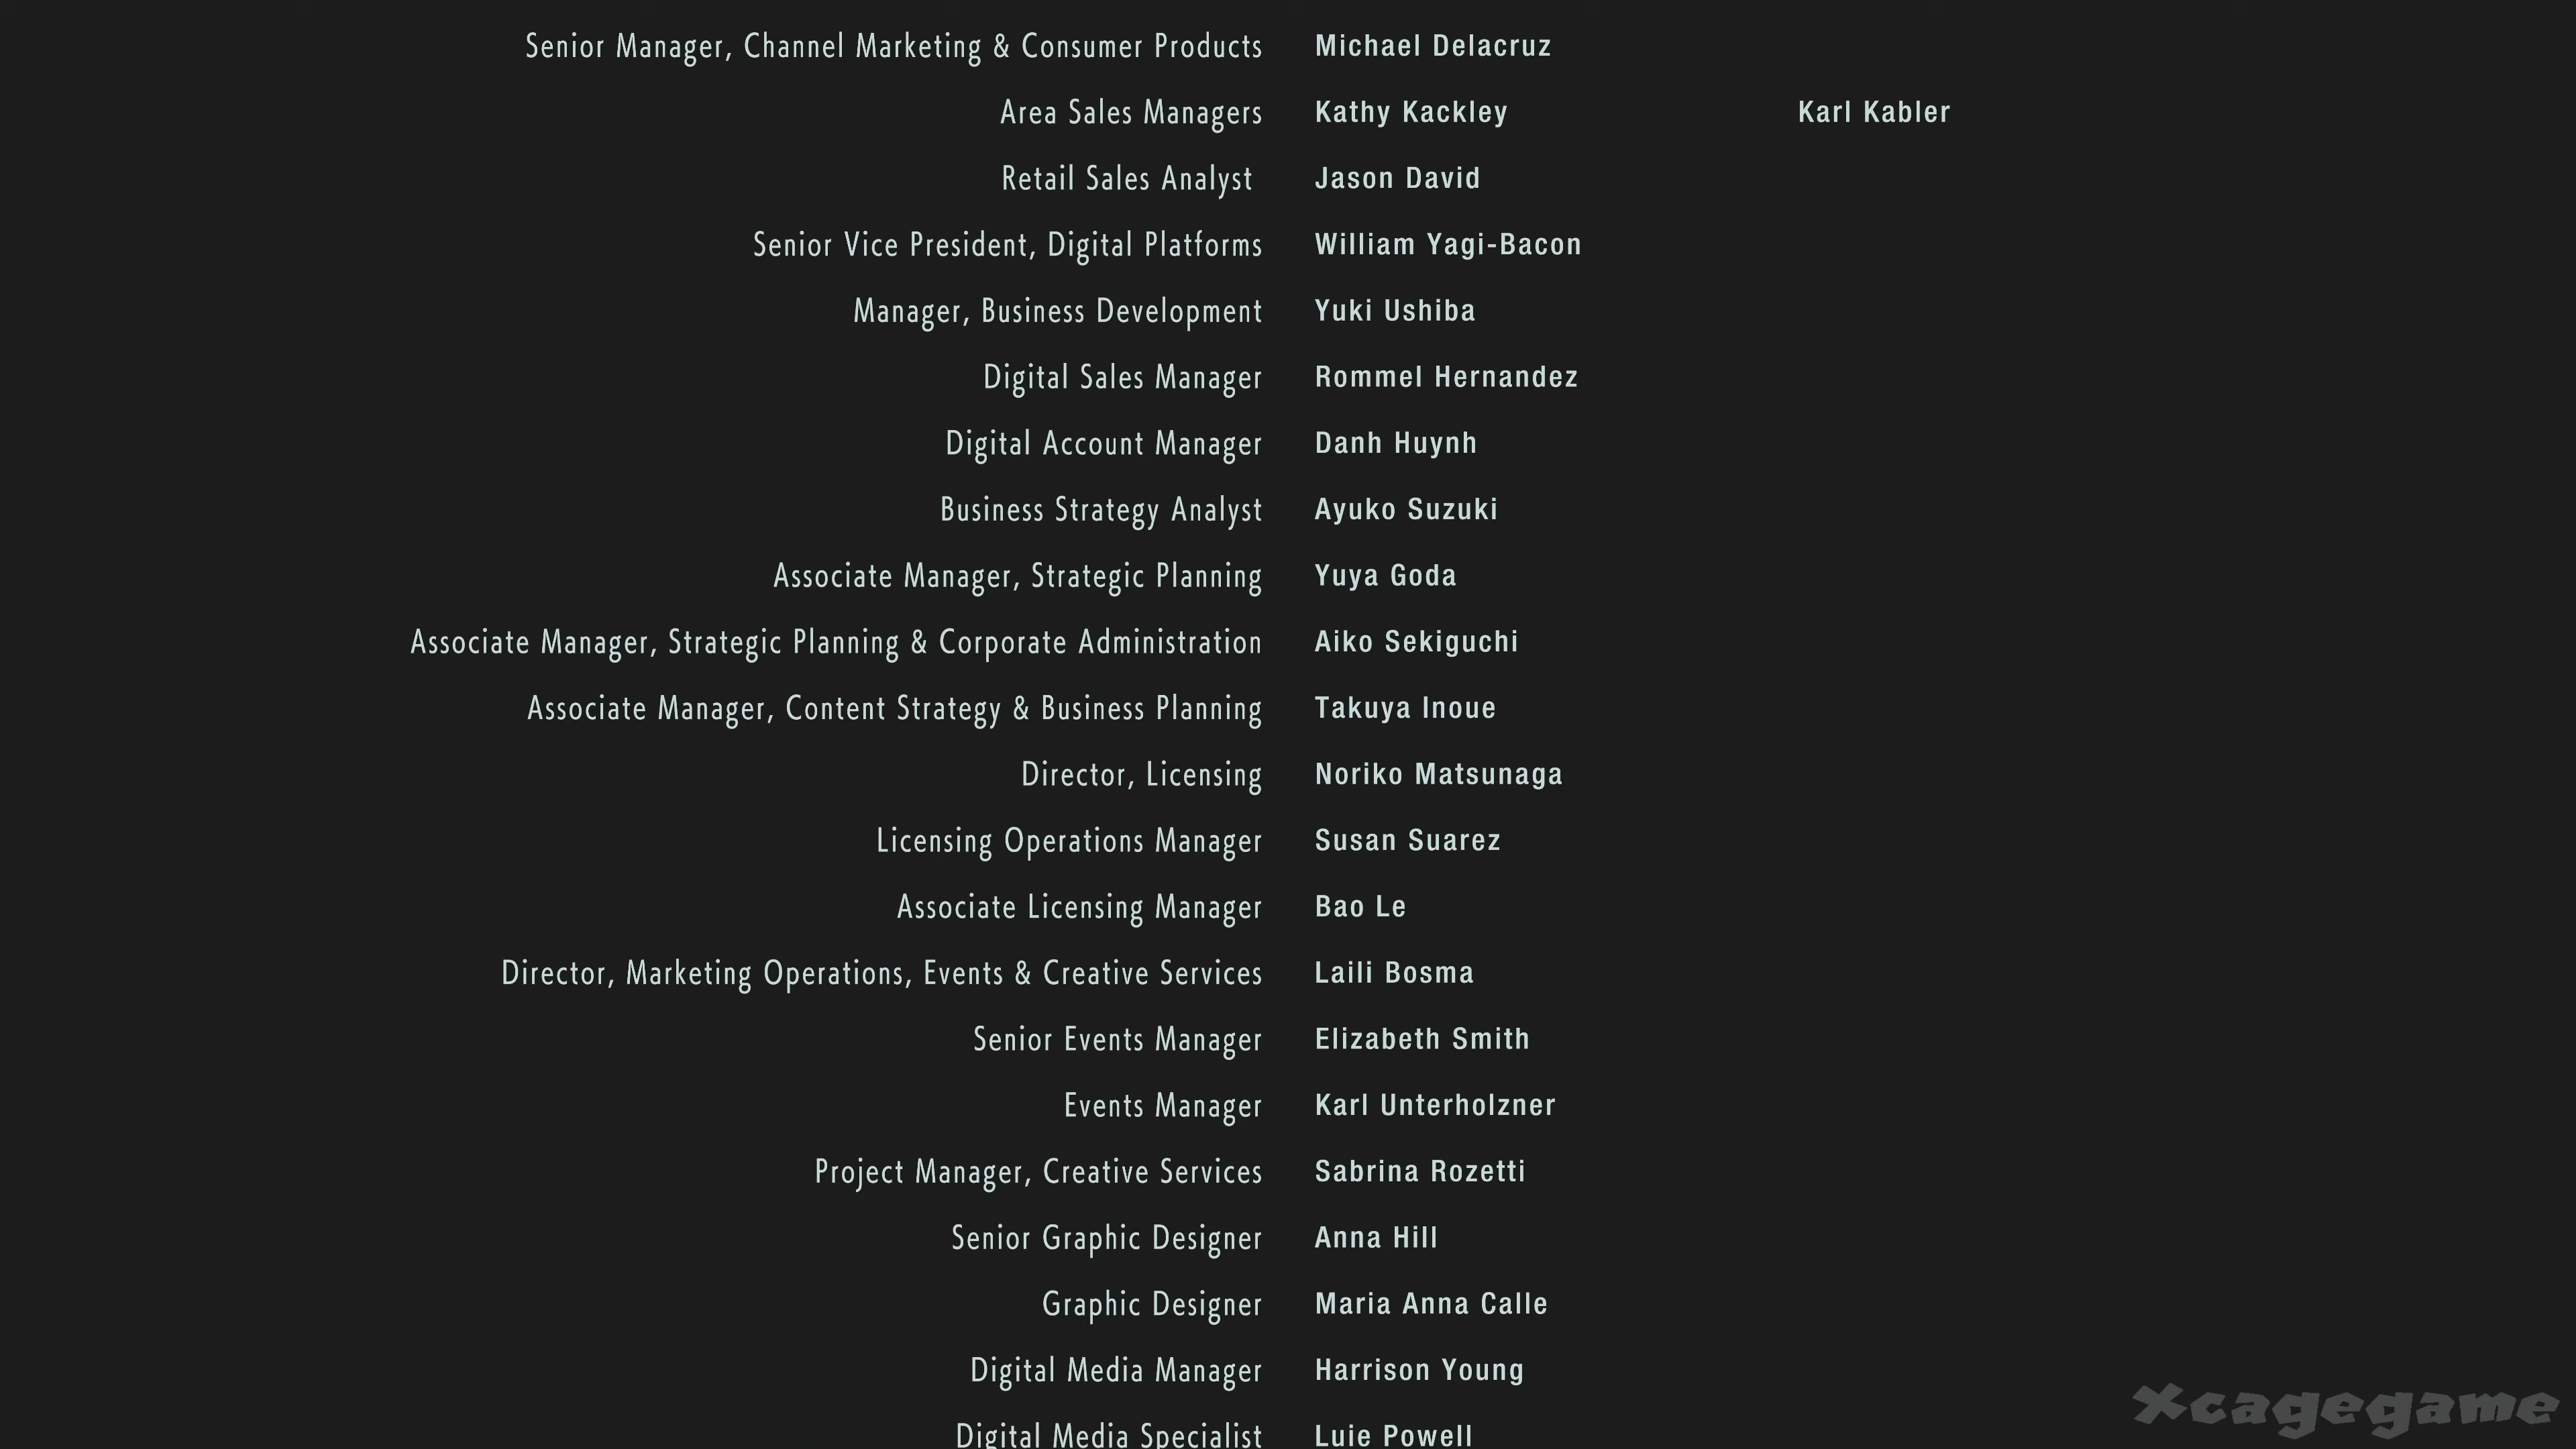 Senior Manager, Channel Marketing & Consumer Products Michael Delacruz
Area Sales Managers Kathy Kackley Karl Kabler
Retail Sales Analyst Jason David
Senior Vice President, Digital Platforms William Yagi-Bacon
Manager, Business Development Yuki Ushiba
Digital Sales Manager Rommel Hernandez
Digital Account Manager Danh Huynh
Business Strategy Analyst Ayuko Suzuki
Associate Manager, Strategic Planning Yuya Goda
Associate Manager, Strategic Planning & Corporate Administration Aiko Sekiguchi
Associate Manager, Content Strategy & Business Planning Takuya Inoue
Director, Licensing Noriko Matsunaga
Licensing Operations Manager Susan Suarez
Associate Licensing Manager Bao Le
Director, Marketing Operations, Events & Creative Services Laili Bosma
Senior Events Manager Elizabeth Smith
Events Manager Karl Unterholzner
Project Manager, Creative Services Sabrina Rozetti
Senior Graphic Designer Anna Hill
Graphic Designer Maria Anna Calle
Digital Media Manager Harrison Young
Digital Media Specialist Luie Powell
Xcagegame